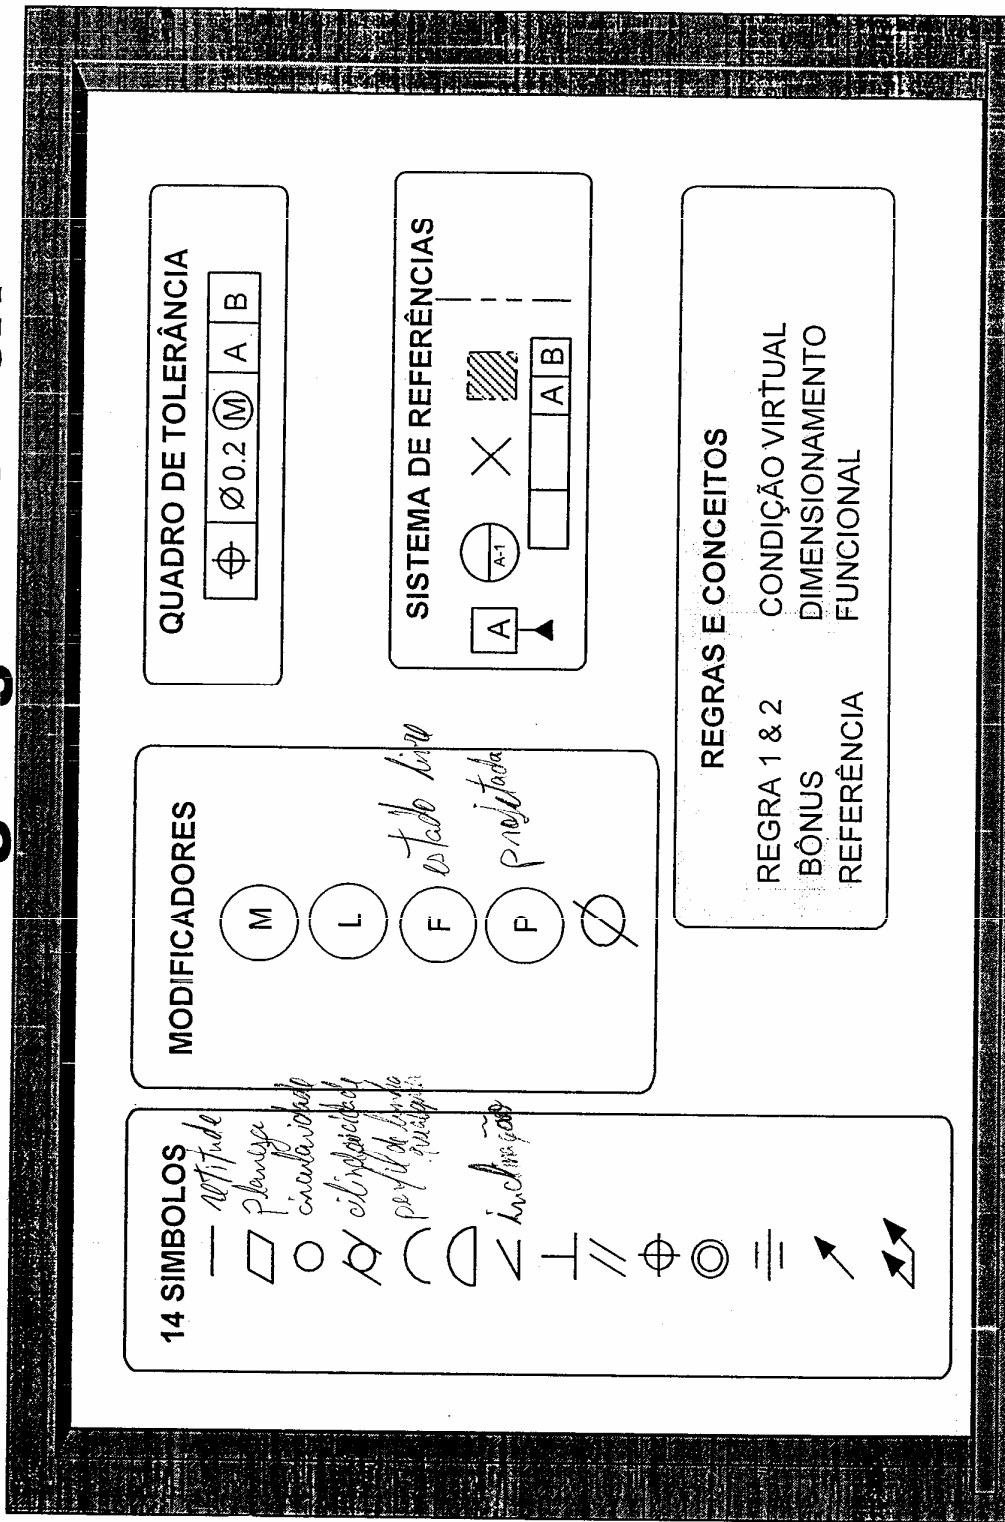 14 SIMBOLOS
retitude
planeza
circularidade
cilindricidade
perfil de linha
qualquer
inclinação
MODIFICADORES
M
L
F estado livre
P projetada
Ø
QUADRO DE TOLERÂNCIA
Ø0.2 M A B
SISTEMA DE REFERÊNCIAS
A A-1
A B
REGRAS E CONCEITOS
REGRA 1 & 2 CONDIÇÃO VIRTUAL
BÔNUS DIMENSIONAMENTO
REFERÊNCIA FUNCIONAL